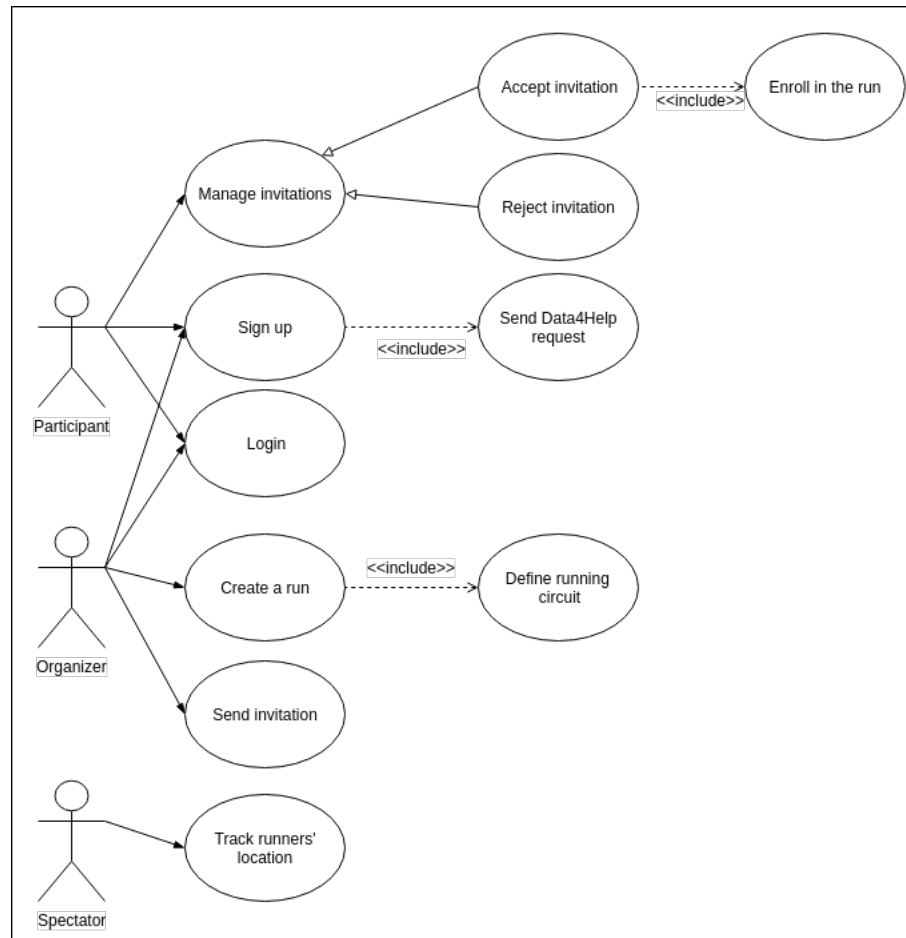 Accept invitation
<<include>>
Enroll in the run
Manage invitations
Reject invitation
Sign up
<<include>>
Send Data4Help
request
Participant
Login
Create a run
<<include>>
Define running
circuit
Organizer
Send invitation
Track runners'
location
Spectator